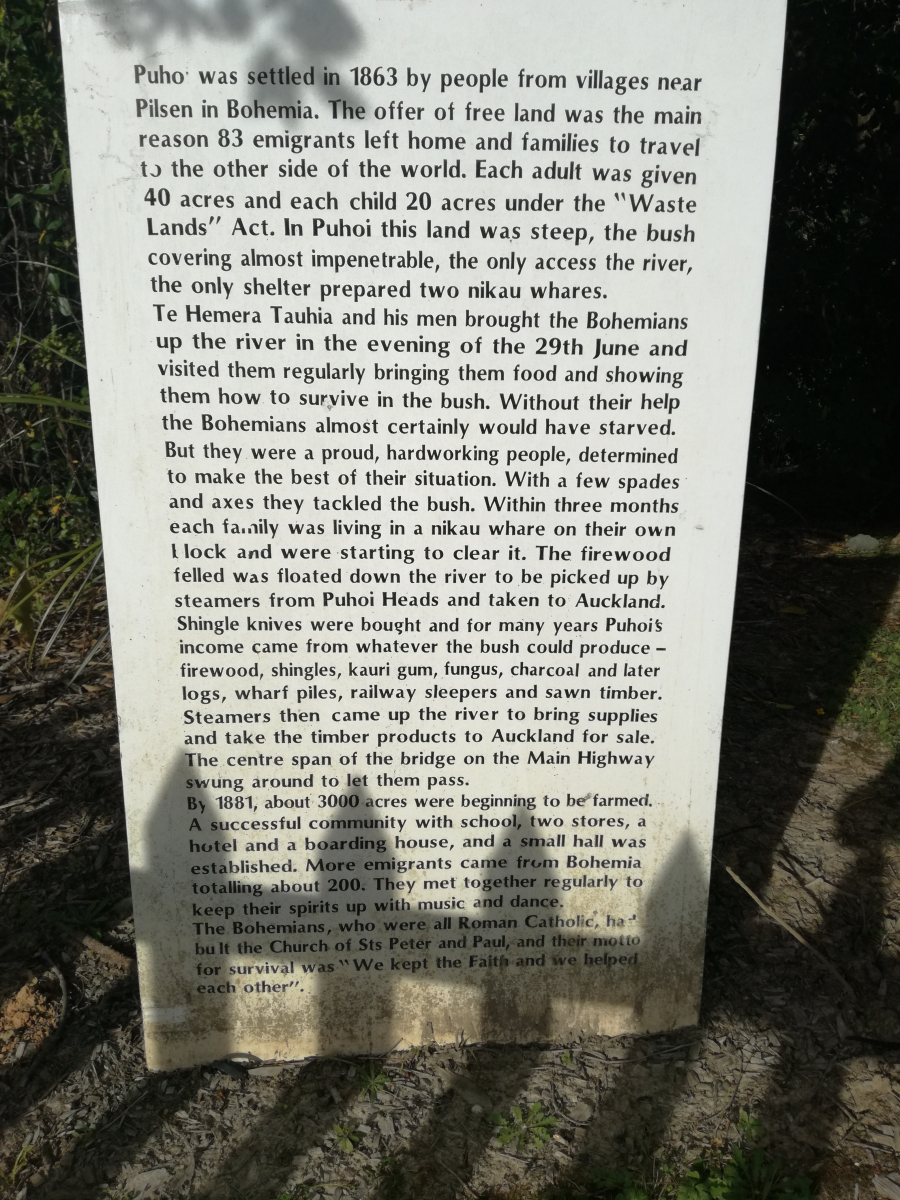 Puhoi was settled in 1863 by people from villages near
Pilsen in Bohemia. The offer of free land was the main
reason 83 emigrants left home and families to travel
to the other side of the world. Each adult was given
40 acres and each child 20 acres under the "Waste
Lands" Act. In Puhoi this land was steep, the bush
covering almost impenetrable, the only access the river,
the only shelter prepared two nikau whares.
Te Hemera Tauhia and his men brought the Bohemians
up the river in the evening of the 29th June and
visited them regularly bringing them food and showing
them how to survive in the bush. Without their help
the Bohemians almost certainly would have starved.
But they were a proud, hardworking people, determined
to make the best of their situation. With a few spades
and axes they tackled the bush. Within three months
each family was living in a nikau whare on their own
block and were starting to clear it. The firewood
felled was floated down the river to be picked up by
steamers from Puhoi Heads and taken to Auckland.
Shingle knives were bought and for many years Puhoi's
income came from whatever the bush could produce –
firewood, shingles, kauri gum, fungus, charcoal and later
logs, wharf piles, railway sleepers and sawn timber.
Steamers then came up the river to bring supplies
and take the timber products to Auckland for sale.
The centre span of the bridge on the Main Highway
swung around to let them pass.
By 1881, about 3000 acres were beginning to be farmed.
A successful community with school, two stores, a
hotel and a boarding house, and a small hall was
established. More emigrants came from Bohemia
totalling about 200. They met together regularly to
keep their spirits up with music and dance.
The Bohemians, who were all Roman Catholic, had
built the Church of Sts Peter and Paul, and their motto
for survival was "We kept the Faith and we helped
each other".